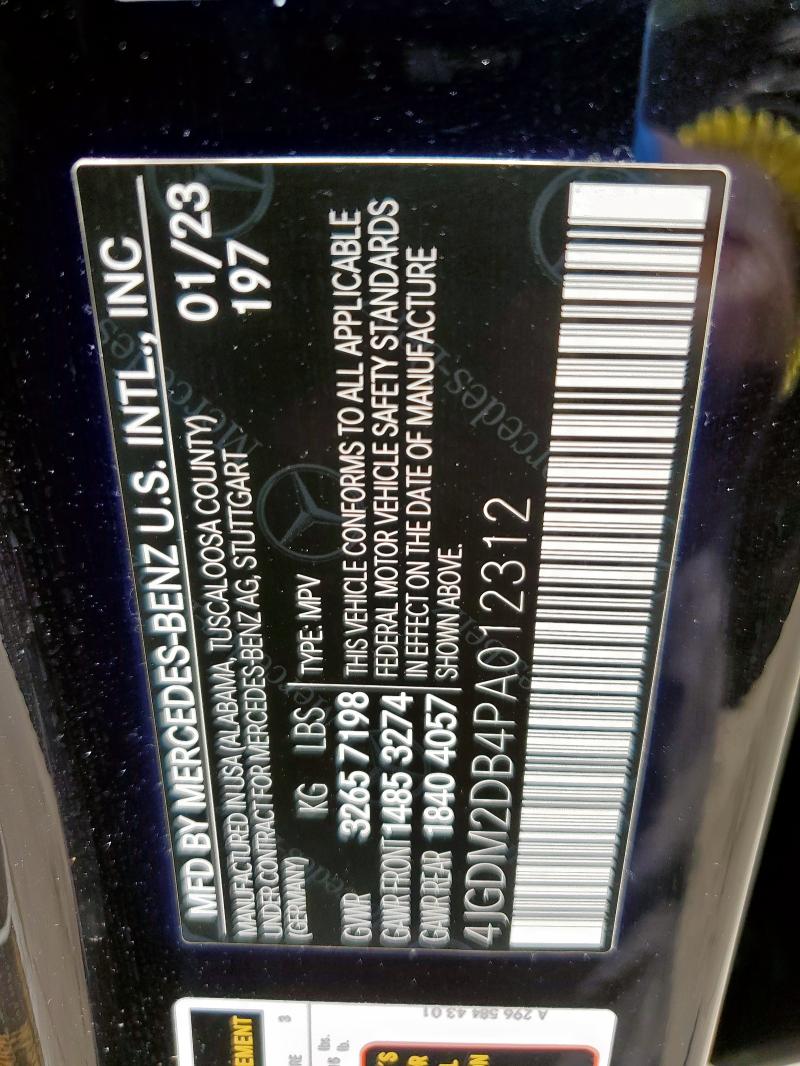 MFD BY MERCEDES-BENZ U.S. INTL., INC
MANUFACTURED IN USA (ALABAMA, TUSCALOOSA COUNTY)
UNDER CONTRACT FOR MERCEDES-BENZ AG, STUTTGART
(GERMANY)
01/23
197
KG LBS TYPE: MPV
GVWR 3265 7198 THIS VEHICLE CONFORMS TO ALL APPLICABLE
GAWR FRONT 1485 3274 FEDERAL MOTOR VEHICLE SAFETY STANDARDS
GAWR REAR 1840 4057 IN EFFECT ON THE DATE OF MANUFACTURE
SHOWN ABOVE.
4JGDM2DB4PA012312
A 296 584 43 01